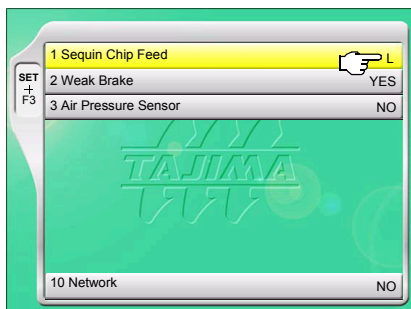 1 Sequin Chip Feed L
SET
+
F3
2 Weak Brake YES
3 Air Pressure Sensor NO
TAJIMA
10 Network NO